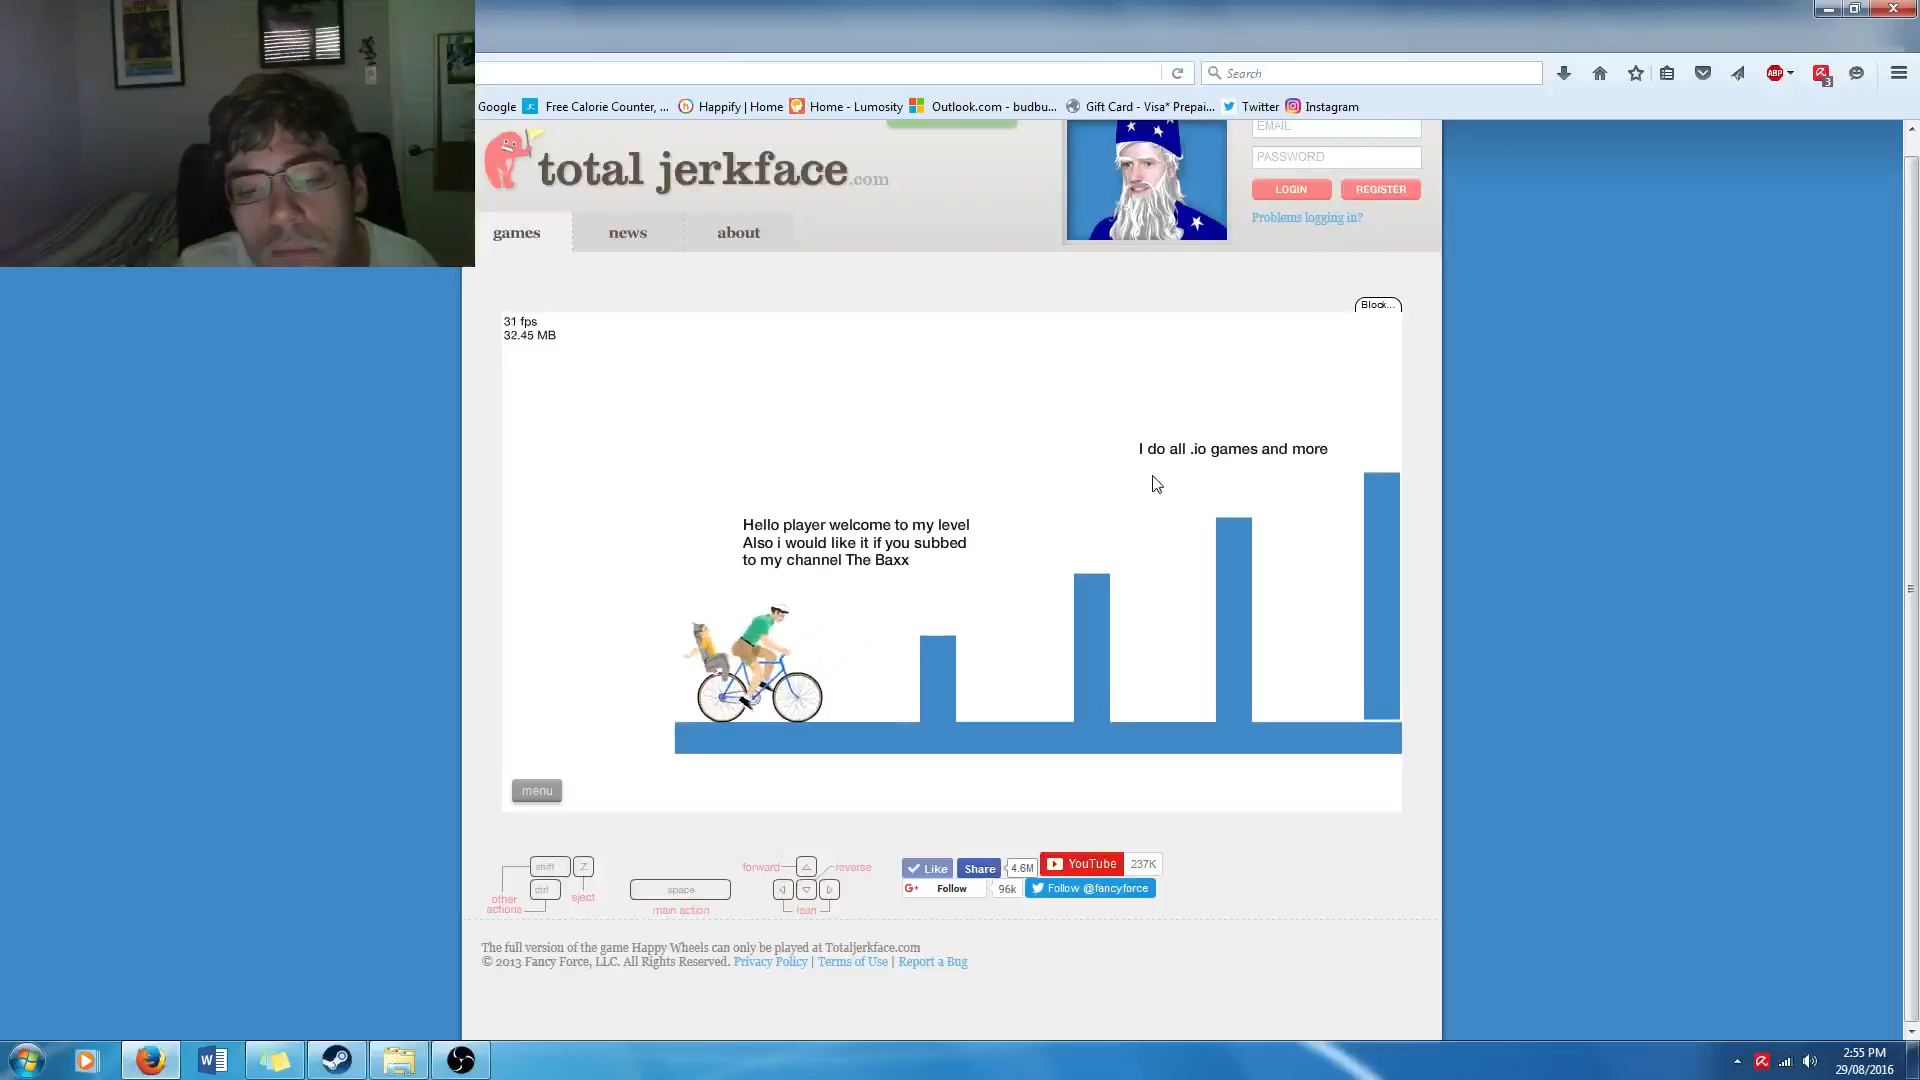 Search
ABP
3
Google
Free Calorie Counter, ...
Happify | Home
Home - Lumosity
Outlook.com - budbu...
Gift Card - Visa* Prepai...
Twitter
Instagram
total jerkface.com
EMAIL
PASSWORD
LOGIN
REGISTER
Problems logging in?
games
news
about
Block...
31 fps
32.45 MB
I do all .io games and more
Hello player welcome to my level
Also i would like it if you subbed
to my channel The Baxx
menu
shift
Z
ctrl
other
actions
eject
space
main action
forward
reverse
lean
Like
Share
4.6M
YouTube
237K
G+ Follow
96k
Follow @fancyforce
The full version of the game Happy Wheels can only be played at Totaljerkface.com
© 2013 Fancy Force, LLC. All Rights Reserved. Privacy Policy | Terms of Use | Report a Bug
2:55 PM
29/08/2016